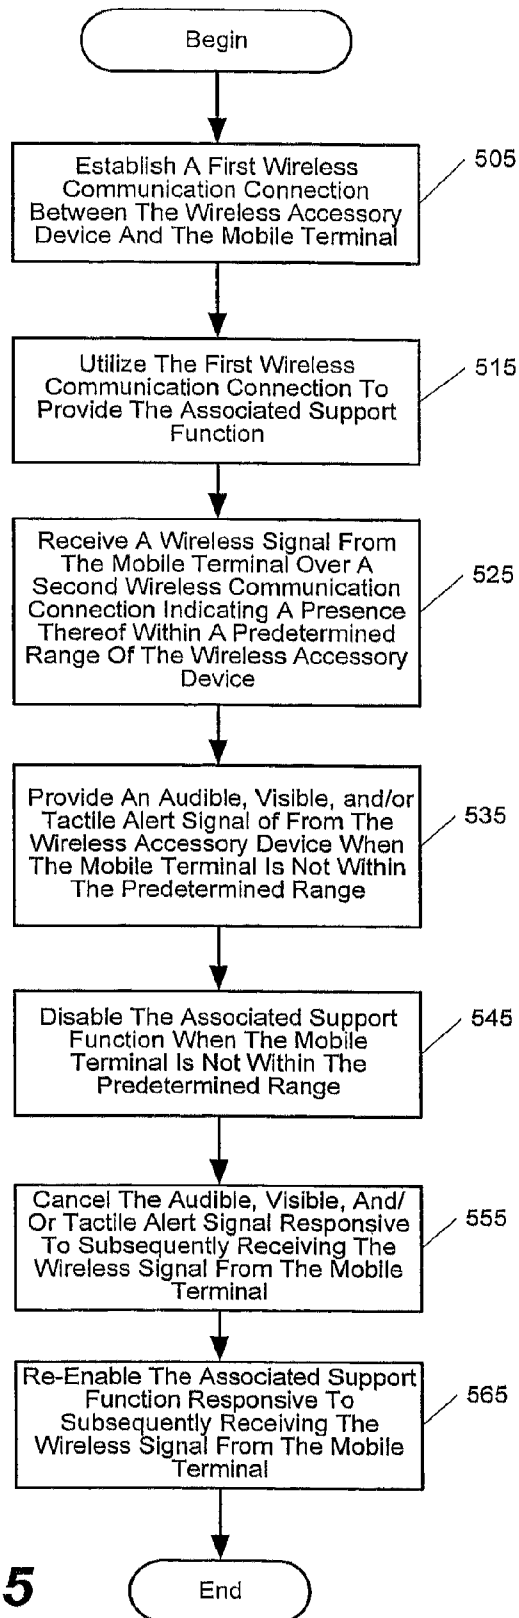 Begin
Establish A First Wireless
Communication Connection
Between The Wireless Accessory
Device And The Mobile Terminal
505
Utilize The First Wireless
Communication Connection To
Provide The Associated Support
Function
515
Receive A Wireless Signal From
The Mobile Terminal Over A
Second Wireless Communication
Connection Indicating A Presence
Thereof Within A Predetermined
Range Of The Wireless Accessory
Device
525
Provide An Audible, Visible, and/or
Tactile Alert Signal of From The
Wireless Accessory Device When
The Mobile Terminal Is Not Within
The Predetermined Range
535
Disable The Associated Support
Function When The Mobile
Terminal Is Not Within The
Predetermined Range
545
Cancel The Audible, Visible, And/
Or Tactile Alert Signal Responsive
To Subsequently Receiving The
Wireless Signal From The Mobile
Terminal
555
Re-Enable The Associated Support
Function Responsive To
Subsequently Receiving The
Wireless Signal From The Mobile
Terminal
565
End
5